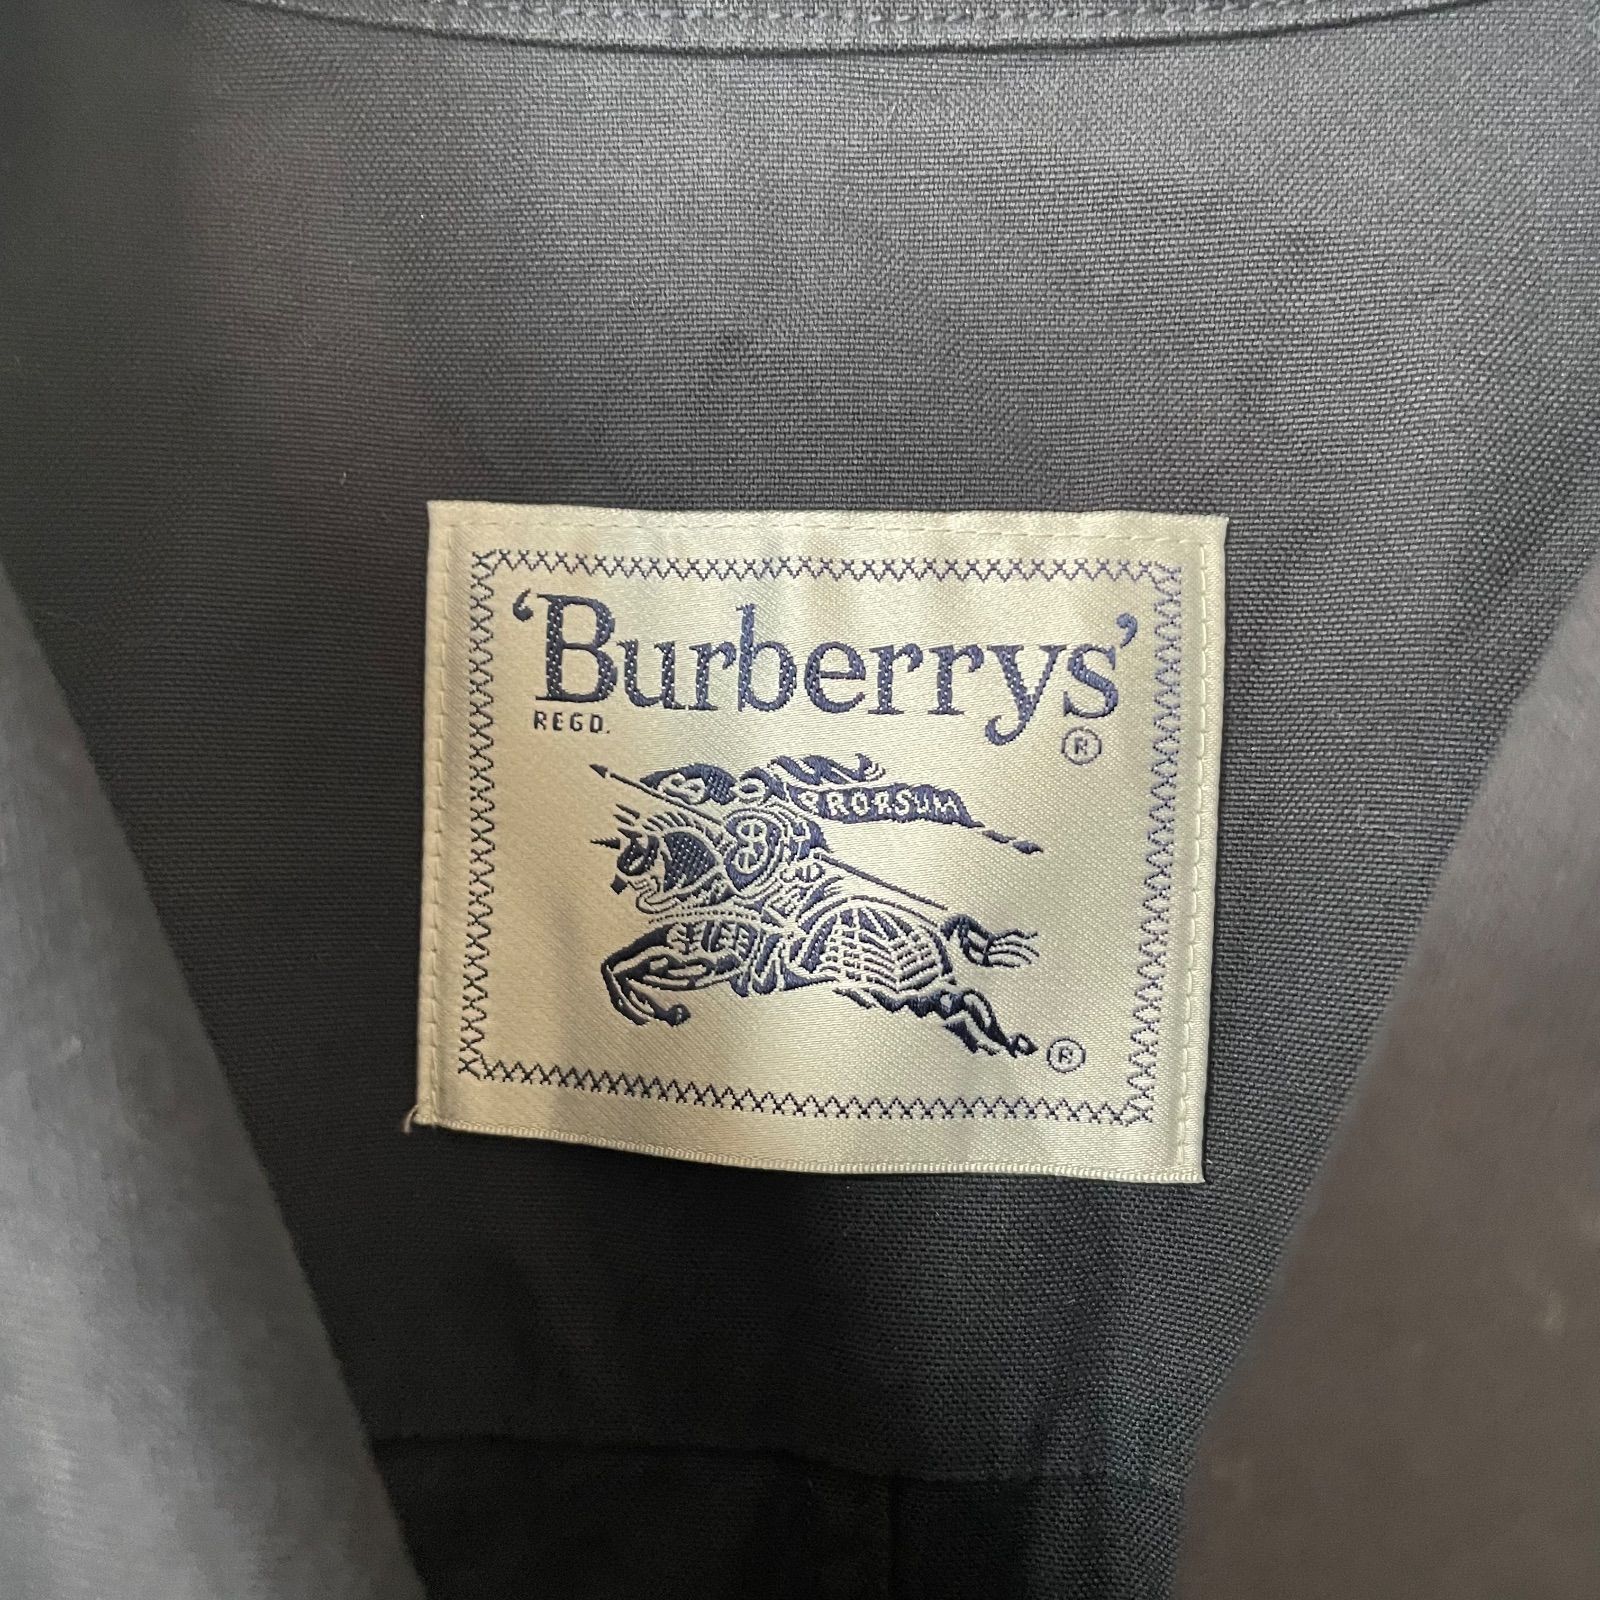 ‘Burberrys’
REGD. ®
PRORSUM
®